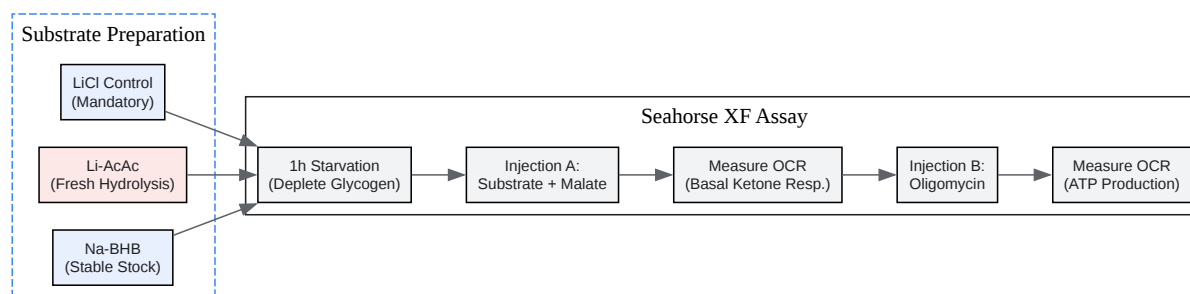 Substrate Preparation
LiCl Control
(Mandatory)
Li-AcAc
(Fresh Hydrolysis)
Na-BHB
(Stable Stock)
Seahorse XF Assay
1h Starvation
(Deplete Glycogen)
Injection A:
Substrate + Malate
Measure OCR
(Basal Ketone Resp.)
Injection B:
Oligomycin
Measure OCR
(ATP Production)